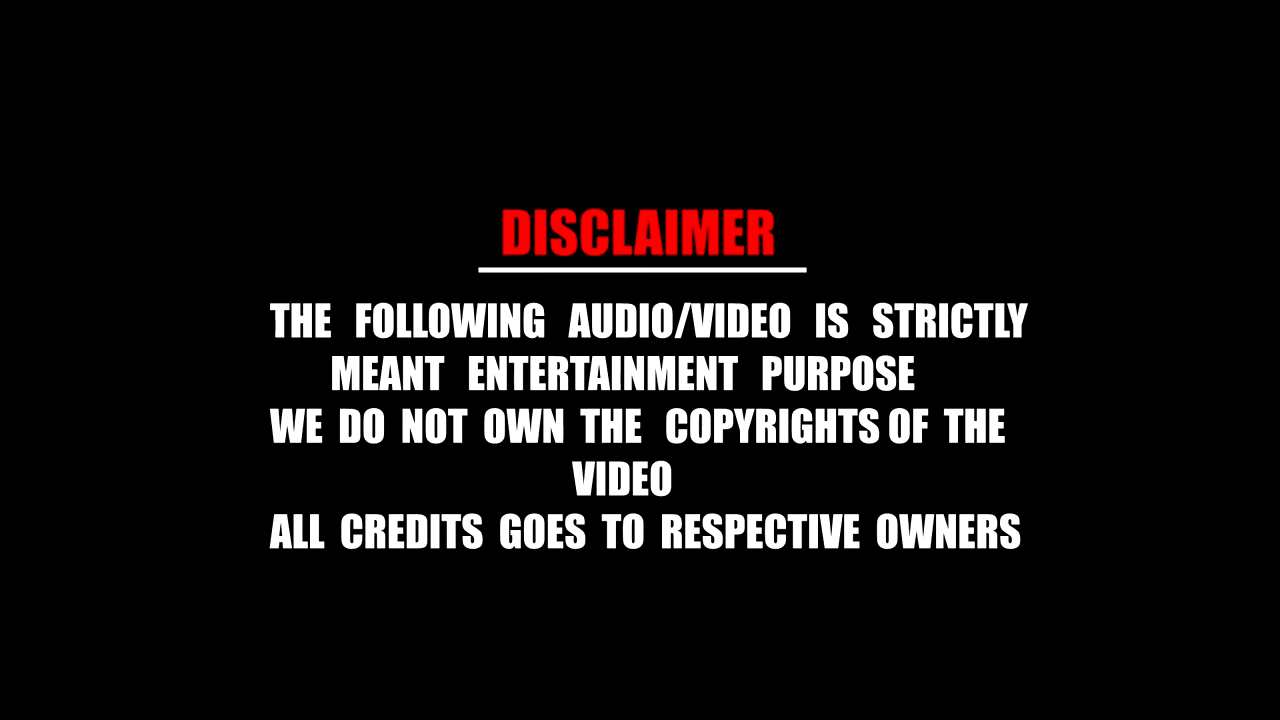 DISCLAIMER
THE FOLLOWING AUDIO/VIDEO IS STRICTLY
MEANT ENTERTAINMENT PURPOSE
WE DO NOT OWN THE COPYRIGHTS OF THE
VIDEO
ALL CREDITS GOES TO RESPECTIVE OWNERS